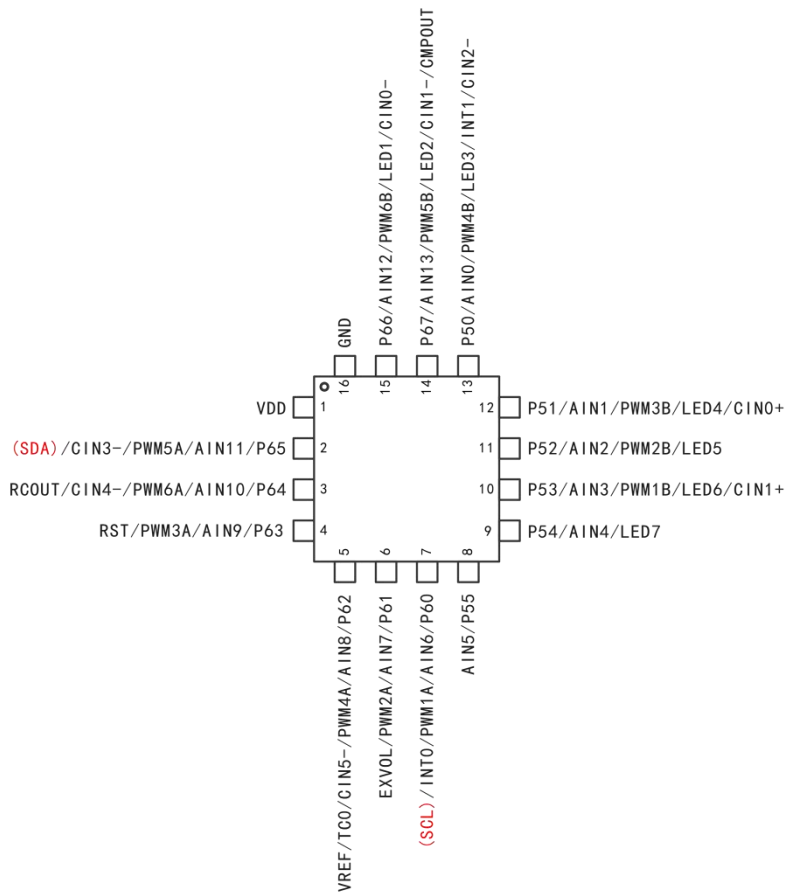 P66/AIN12/PWM6B/LED1/CIN0-
P67/AIN13/PWM5B/LED2/CIN1-/CMPOUT
P50/AIN0/PWM4B/LED3/INT1/CIN2-
GND
16
15
14
13
VDD
1
12
P51/AIN1/PWM3B/LED4/CIN0+
(SDA)/CIN3-/PWM5A/AIN11/P65
2
11
P52/AIN2/PWM2B/LED5
RCOUT/CIN4-/PWM6A/AIN10/P64
3
10
P53/AIN3/PWM1B/LED6/CIN1+
RST/PWM3A/AIN9/P63
4
9
P54/AIN4/LED7
5
6
7
8
VREF/TC0/CIN5-/PWM4A/AIN8/P62
EXVOL/PWM2A/AIN7/P61
(SCL)/INT0/PWM1A/AIN6/P60
AIN5/P55